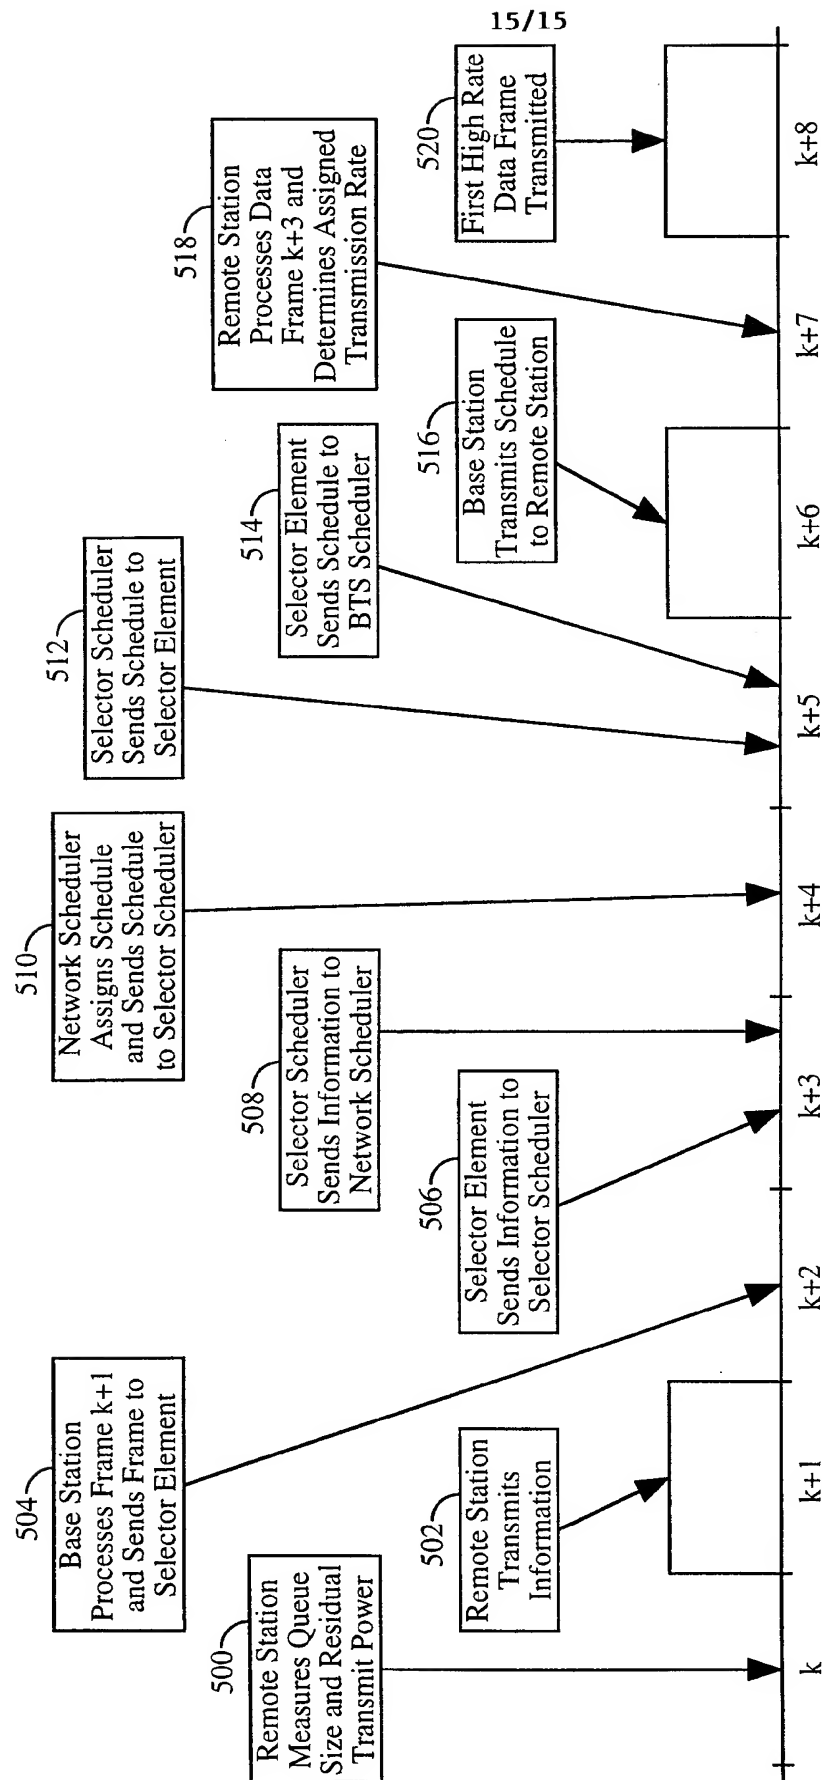 15/15
500
Remote Station
Measures Queue
Size and Residual
Transmit Power
502
Remote Station
Transmits
Information
504
Base Station
Processes Frame k+1
and Sends Frame to
Selector Element
506
Selector Element
Sends Information to
Selector Scheduler
508
Selector Scheduler
Sends Information to
Network Scheduler
510
Network Scheduler
Assigns Schedule
and Sends Schedule
to Selector Scheduler
512
Selector Scheduler
Sends Schedule to
Selector Element
514
Selector Element
Sends Schedule to
BTS Scheduler
516
Base Station
Transmits Schedule
to Remote Station
518
Remote Station
Processes Data
Frame k+3 and
Determines Assigned
Transmission Rate
520
First High Rate
Data Frame
Transmitted
k
k+1
k+2
k+3
k+4
k+5
k+6
k+7
k+8